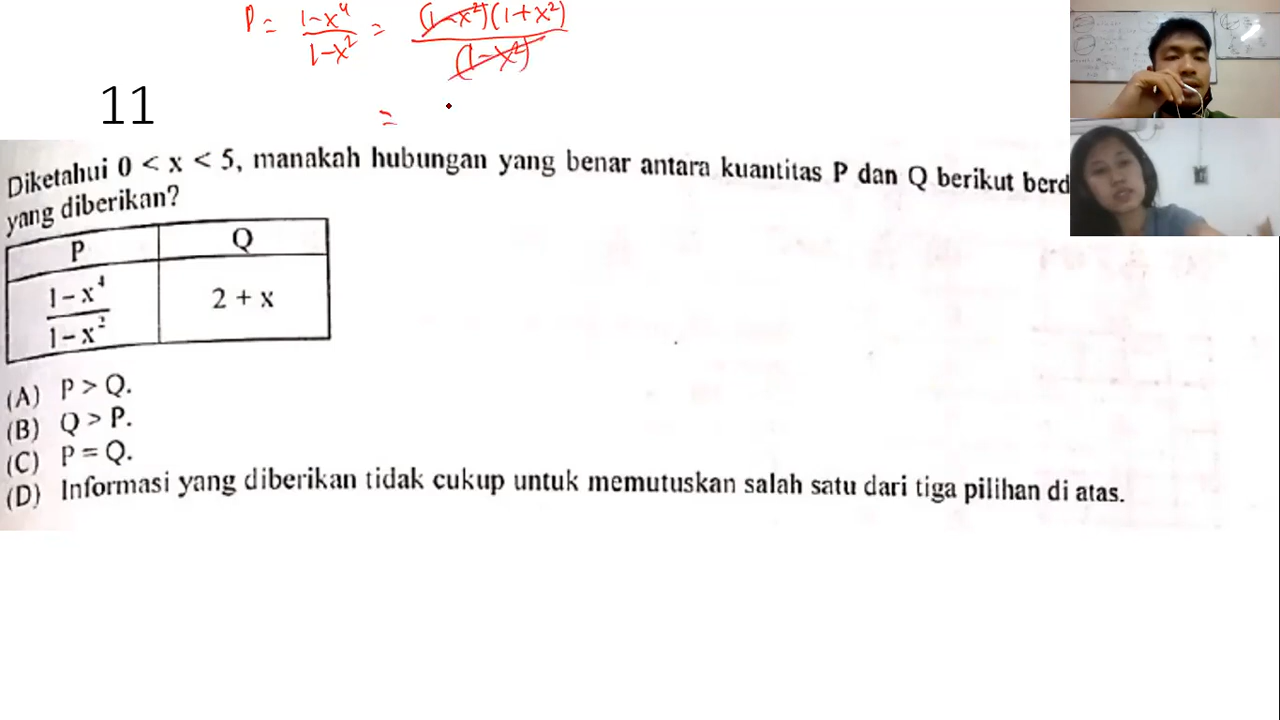 P = 1-x⁴ / 1-x² = (1-x²)(1+x²) / (1-x²)
=
11
Diketahui 0 < x < 5, manakah hubungan yang benar antara kuantitas P dan Q berikut
yang diberikan?
P Q
1-x⁴ / 1-x² 2 + x
(A) P > Q.
(B) Q > P.
(C) P = Q.
(D) Informasi yang diberikan tidak cukup untuk memutuskan salah satu dari tiga pilihan di atas.